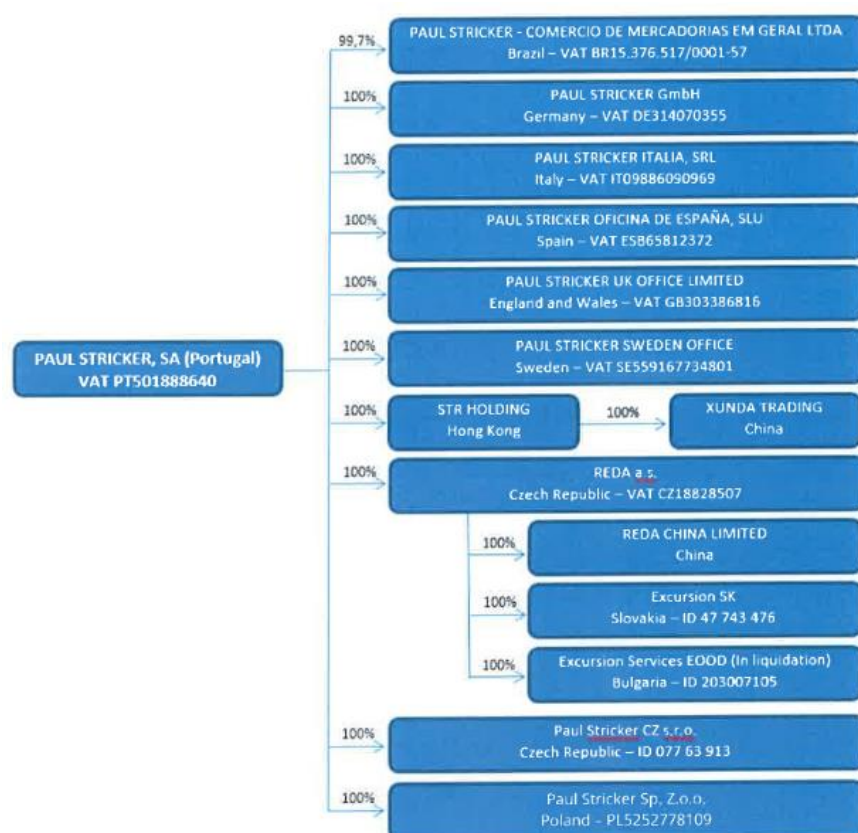 99,7%
PAUL STRICKER - COMERCIO DE MERCADORIAS EM GERAL LTDA
Brazil – VAT BR15.376.517/0001-57
100%
PAUL STRICKER GmbH
Germany – VAT DE314070355
100%
PAUL STRICKER ITALIA, SRL
Italy – VAT IT09886090969
100%
PAUL STRICKER OFICINA DE ESPAÑA, SLU
Spain – VAT ESB65812372
100%
PAUL STRICKER UK OFFICE LIMITED
England and Wales – VAT GB303386816
PAUL STRICKER, SA (Portugal)
VAT PT501888640
100%
PAUL STRICKER SWEDEN OFFICE
Sweden – VAT SE559167734801
100%
STR HOLDING
Hong Kong
100%
XUNDA TRADING
China
100%
REDA a.s.
Czech Republic – VAT CZ18828507
100%
REDA CHINA LIMITED
China
100%
Excursion SK
Slovakia – ID 47 743 476
100%
Excursion Services EOOD (In liquidation)
Bulgaria – ID 203007105
100%
Paul Stricker CZ s.r.o.
Czech Republic – ID 077 63 913
100%
Paul Stricker Sp. Z.o.o.
Poland – PL5252778109